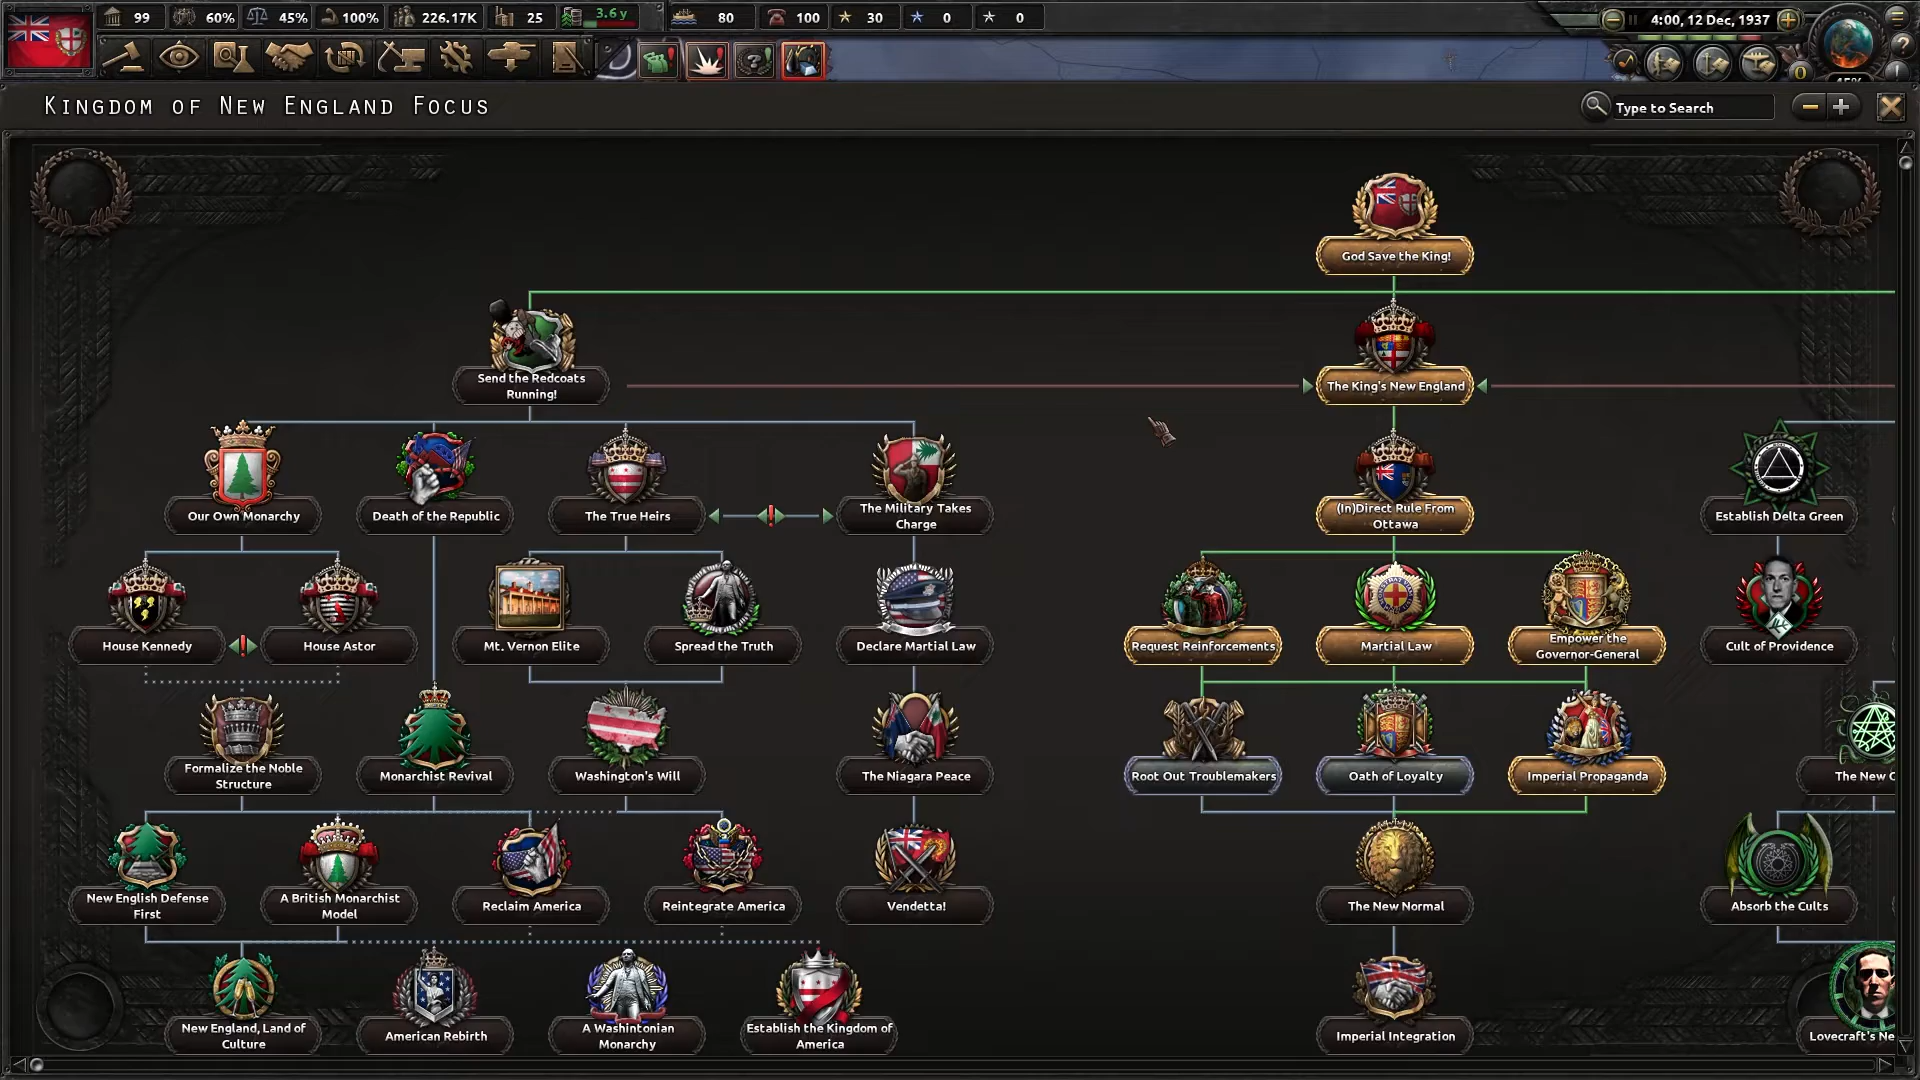 99
60%
45%
100%
226.17K
25
3.6 y
80
100
30
0
0
4:00, 12 Dec, 1937
0
Kingdom of New England Focus
Type to Search
God Save the King!
Send the Redcoats
Running!
The King's New England
Our Own Monarchy
Death of the Republic
The True Heirs
The Military Takes
Charge
(In)Direct Rule From
Ottawa
Establish Delta Green
House Kennedy
House Astor
Mt. Vernon Elite
Spread the Truth
Declare Martial Law
Request Reinforcements
Martial Law
Empower the
Governor-General
Cult of Providence
Formalize the Noble
Structure
Monarchist Revival
Washington's Will
The Niagara Peace
Root Out Troublemakers
Oath of Loyalty
Imperial Propaganda
The New C
New English Defense
First
A British Monarchist
Model
Reclaim America
Reintegrate America
Vendetta!
The New Normal
Absorb the Cults
New England, Land of
Culture
American Rebirth
A Washintonian
Monarchy
Establish the Kingdom of
America
Imperial Integration
Lovecraft's Ne